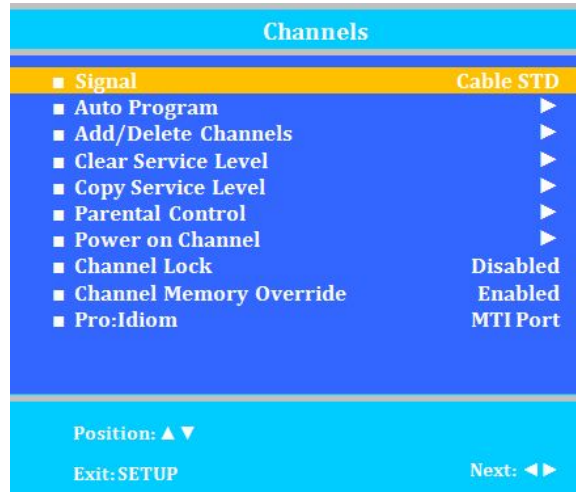 Channels
■ Signal Cable STD
■ Auto Program ▶
■ Add/Delete Channels ▶
■ Clear Service Level ▶
■ Copy Service Level ▶
■ Parental Control ▶
■ Power on Channel ▶
■ Channel Lock Disabled
■ Channel Memory Override Enabled
■ Pro:Idiom MTI Port
Position: ▲ ▼
Exit: SETUP Next: ◀ ▶